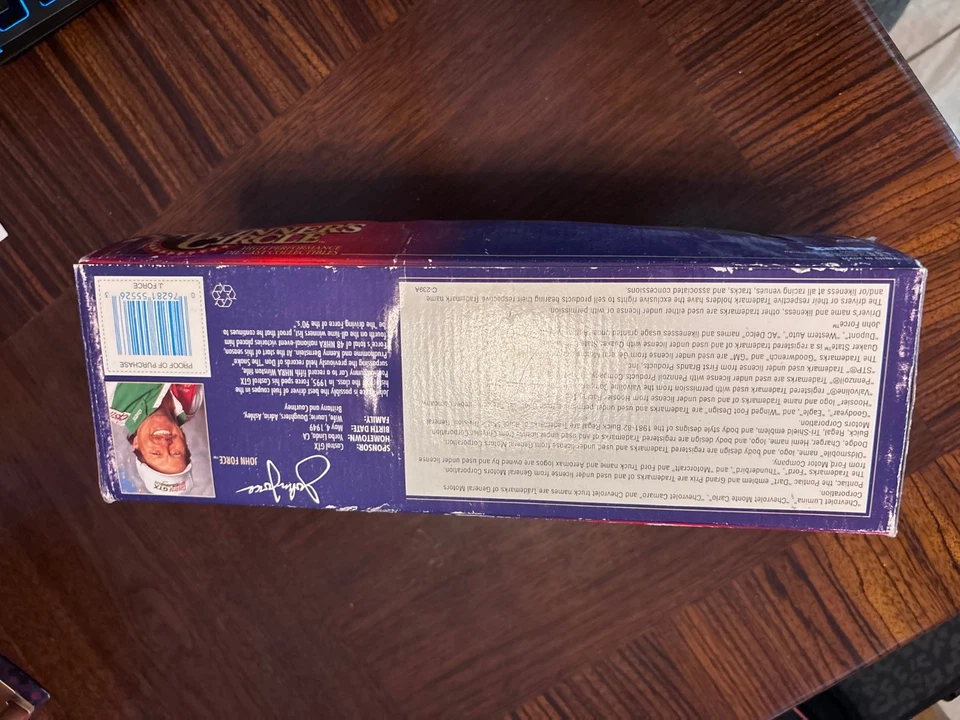 WINNER'S
CIRCLE
HIGH PERFORMANCE
DIE CAST COLLECTIBLES
John Force
JOHN FORCE™
SPONSOR: Castrol GTX
HOMETOWN: Yorba Linda, CA
BIRTH DATE: May 4, 1949
FAMILY: Wife, Laurie; Daughters, Adria, Ashley,
Brittany and Courtney
John Force is possibly the best driver of fuel coupes in the
class. In 1995, Force sped his Castrol GTX
Funny Car to a record fifth NHRA Winston title,
surpassing the previously held records of Don "The Snake"
Prudhomme and Kenny Bernstein. At the start of this season,
Force's total of 48 NHRA national-event victories placed him
fourth on the all-time winners list, proof that he continues to
be "the driving force of the 90's".
PROOF OF PURCHASE
0 76281 55526 3
J. FORCE
"Chevrolet Lumina", "Chevrolet Monte Carlo", "Chevrolet Camaro" and Chevrolet truck names are trademarks of General Motors
Corporation.
Pontiac, the Pontiac "Dart" emblem and Grand Prix are Trademarks of and used under license from General Motors Corporation.
The Trademarks "Ford", "Thunderbird", and "Motorcraft" and Ford Truck name and Aeromax logos are owned by and used under license
from Ford Motor Company.
Dodge, Charger, Hemi name, logo, and body design are registered Trademarks of and used under license from Chrysler Corporation.
"Oldsmobile" name, logo, and body design are registered Trademarks and used under license from General Motors Corporation.
Buick, Regal, Tri-Shield emblem, and body style designs of the 1981-82 Buick Regal are Trademarks of General
Motors Corporation.
"Goodyear", "Eagle", and "Winged Foot design", are Trademarks and used under
"Hoosier" logo and name Trademarks of and used under license from Hoosier
"Valvoline®" registered Trademarks used with permission from the Valvoline
"Pennzoil®" Trademarks are used under license with Pennzoil Products
STP® Trademark used under license from First Brands Products, Inc.
The Trademarks, "Goodwrench", and "GM", are used under license from
Quaker State™ is a registered Trademark of and used under license with Quaker
"Dupont", "Western Auto", "AC Delco", names and likenesses usage granted
John Force™
Driver name and likeness, other trademarks are used either under license or with permission
The drivers or their respective Trademark holders have the exclusive rights to sell products bearing their respective Trademark name
and/or likeness at all racing venues, tracks, and associated concessions.
C-239A